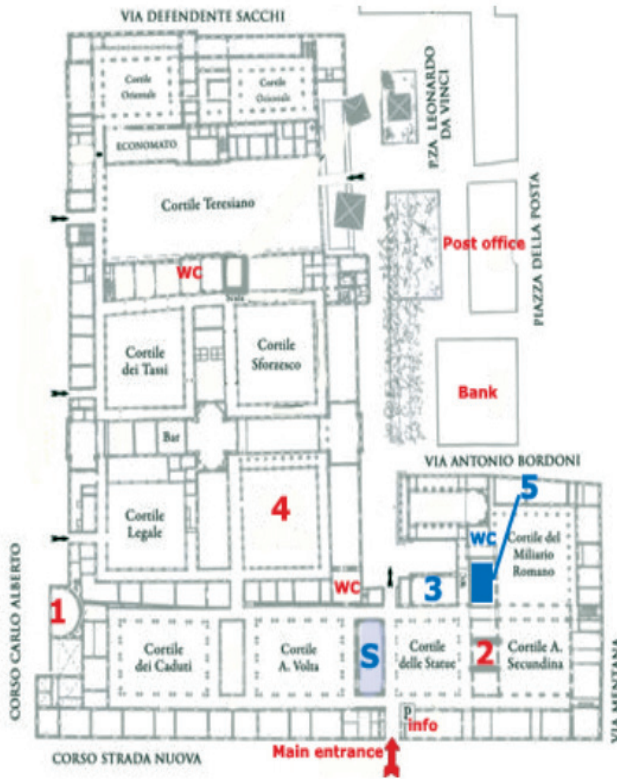 VIA DEFENDENTE SACCHI
Cortile
Orientale
Cortile
Orientale
ECONOMATO
P.ZA LEONARDO
DA VINCI
Cortile Teresiano
Post office
PIAZZA DELLA POSTA
WC
Scala
Cortile
dei Tassi
Cortile
Sforzesco
Bank
Bar
VIA ANTONIO BORDONI
5
4
Cortile
Legale
WC
Cortile del
Miliario
Romano
WC
3
CORSO CARLO ALBERTO
1
Cortile
dei Caduti
Cortile
A. Volta
S
Cortile
delle Statue
2
Cortile A.
Secundina
VIA MENTANA
P
info
Main entrance
CORSO STRADA NUOVA